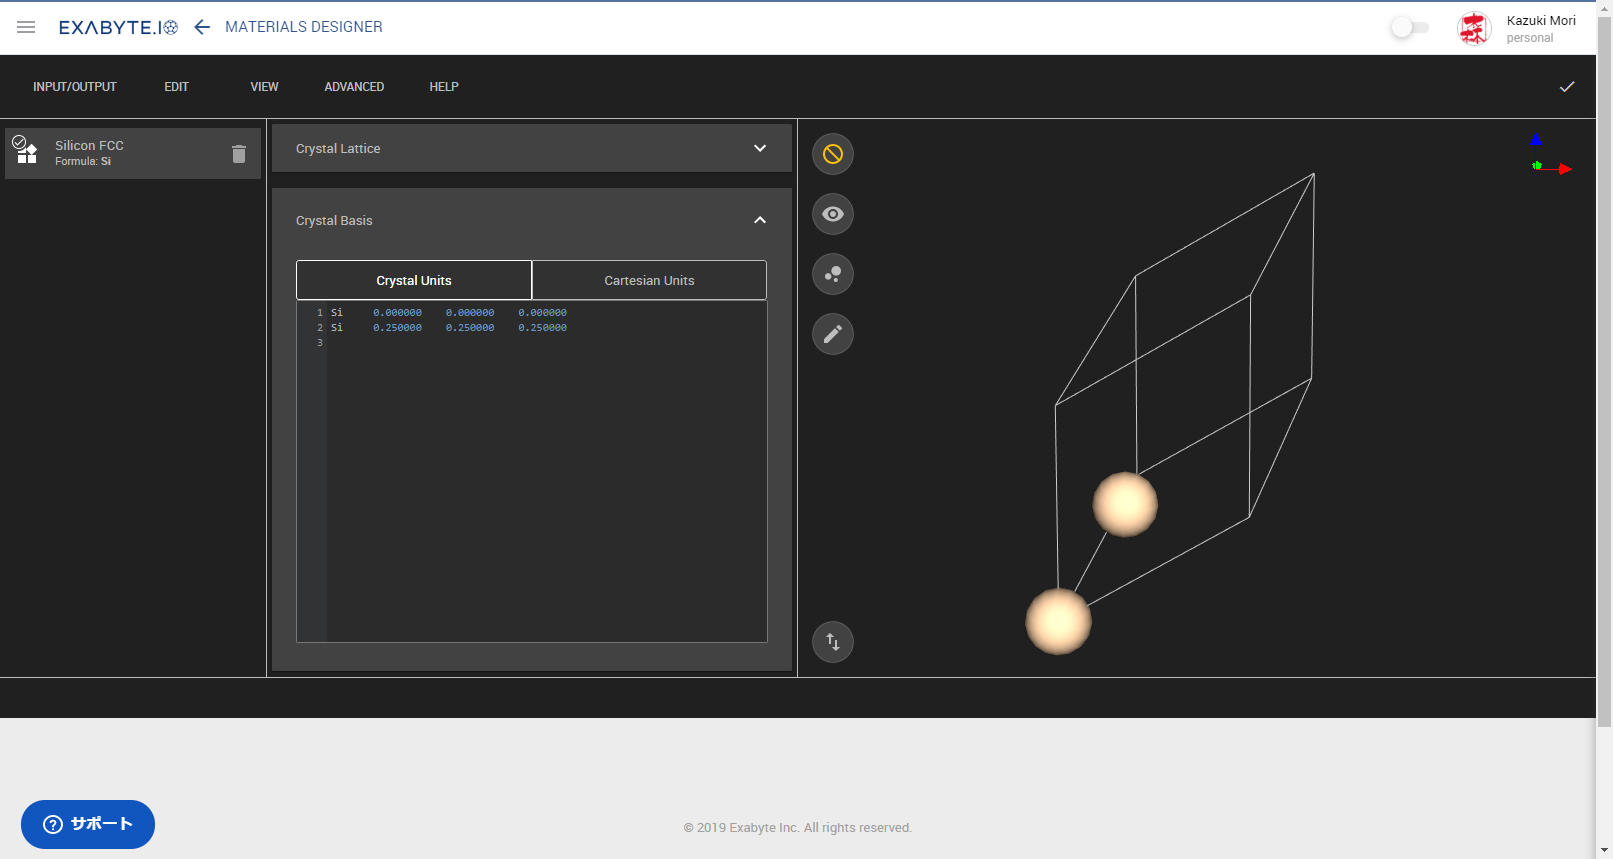 EXABYTE.IO
MATERIALS DESIGNER
Kazuki Mori
personal
INPUT/OUTPUT EDIT VIEW ADVANCED HELP
Silicon FCC
Formula: Si
Crystal Lattice
Crystal Basis
Crystal Units Cartesian Units
1 Si 0.000000 0.000000 0.000000
2 Si 0.250000 0.250000 0.250000
3
サポート
© 2019 Exabyte Inc. All rights reserved.